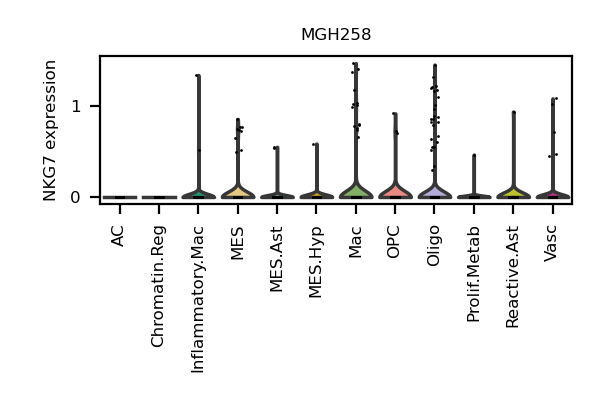 MGH258
NKG7 expression
1
0
AC
Chromatin.Reg
Inflammatory.Mac
MES
MES.Ast
MES.Hyp
Mac
OPC
Oligo
Prolif.Metab
Reactive.Ast
Vasc